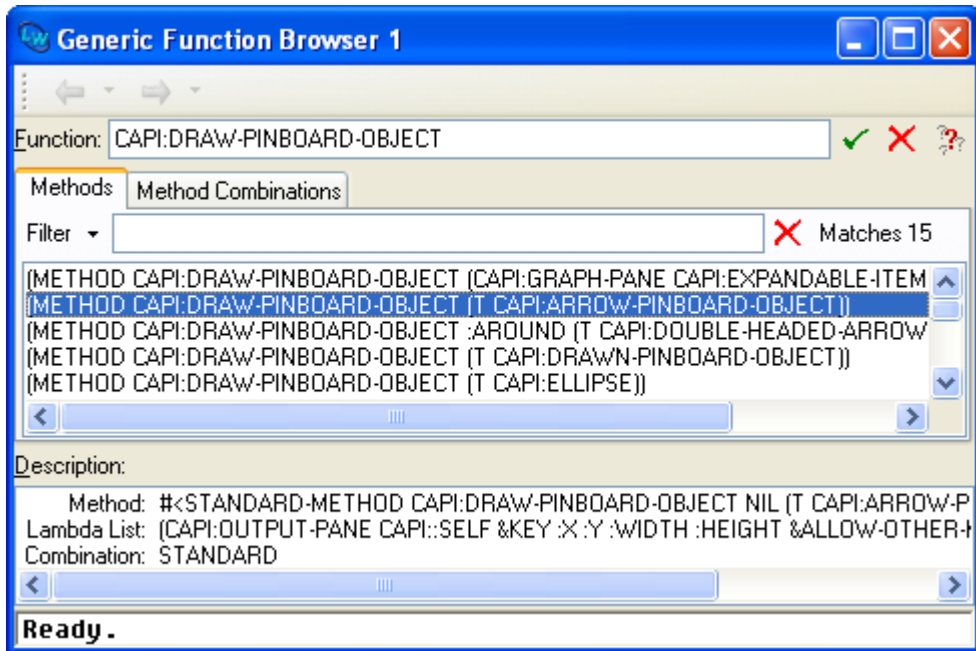 LW Generic Function Browser 1
Function: CAPI:DRAW-PINBOARD-OBJECT
Methods Method Combinations
Filter Matches 15
(METHOD CAPI:DRAW-PINBOARD-OBJECT (CAPI:GRAPH-PANE CAPI:EXPANDABLE-ITEM
(METHOD CAPI:DRAW-PINBOARD-OBJECT (T CAPI:ARROW-PINBOARD-OBJECT))
(METHOD CAPI:DRAW-PINBOARD-OBJECT :AROUND (T CAPI:DOUBLE-HEADED-ARROW
(METHOD CAPI:DRAW-PINBOARD-OBJECT (T CAPI:DRAWN-PINBOARD-OBJECT))
(METHOD CAPI:DRAW-PINBOARD-OBJECT (T CAPI:ELLIPSE))
Description:
Method: #<STANDARD-METHOD CAPI:DRAW-PINBOARD-OBJECT NIL (T CAPI:ARROW-P
Lambda List: (CAPI:OUTPUT-PANE CAPI::SELF &KEY :X :Y :WIDTH :HEIGHT &ALLOW-OTHER-
Combination: STANDARD
Ready.